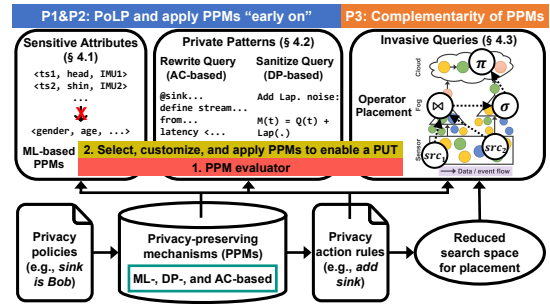 P1&P2: PoLP and apply PPMs “early on”
P3: Complementarity of PPMs
Sensitive Attributes
(§ 4.1)
<ts1, head, IMU1>
<ts2, shin, IMU2>
...
<gender, age, ...>
ML-based
PPMs
Private Patterns (§ 4.2)
Rewrite Query
(AC-based)
@sink...
define stream...
from...
latency <...
Sanitize Query
(DP-based)
Add Lap. noise:
M(t) = Q(t) +
Lap(.)
Invasive Queries (§ 4.3)
Operator
Placement
Cloud
Fog
Sensor
π
⋈
σ
src1
src2
Data / event flow
2. Select, customize, and apply PPMs to enable a PUT
1. PPM evaluator
Privacy
policies
(e.g., sink
is Bob)
Privacy-preserving
mechanisms (PPMs)
ML-, DP-, and AC-based
Privacy
action rules
(e.g., add
sink)
Reduced
search space
for placement